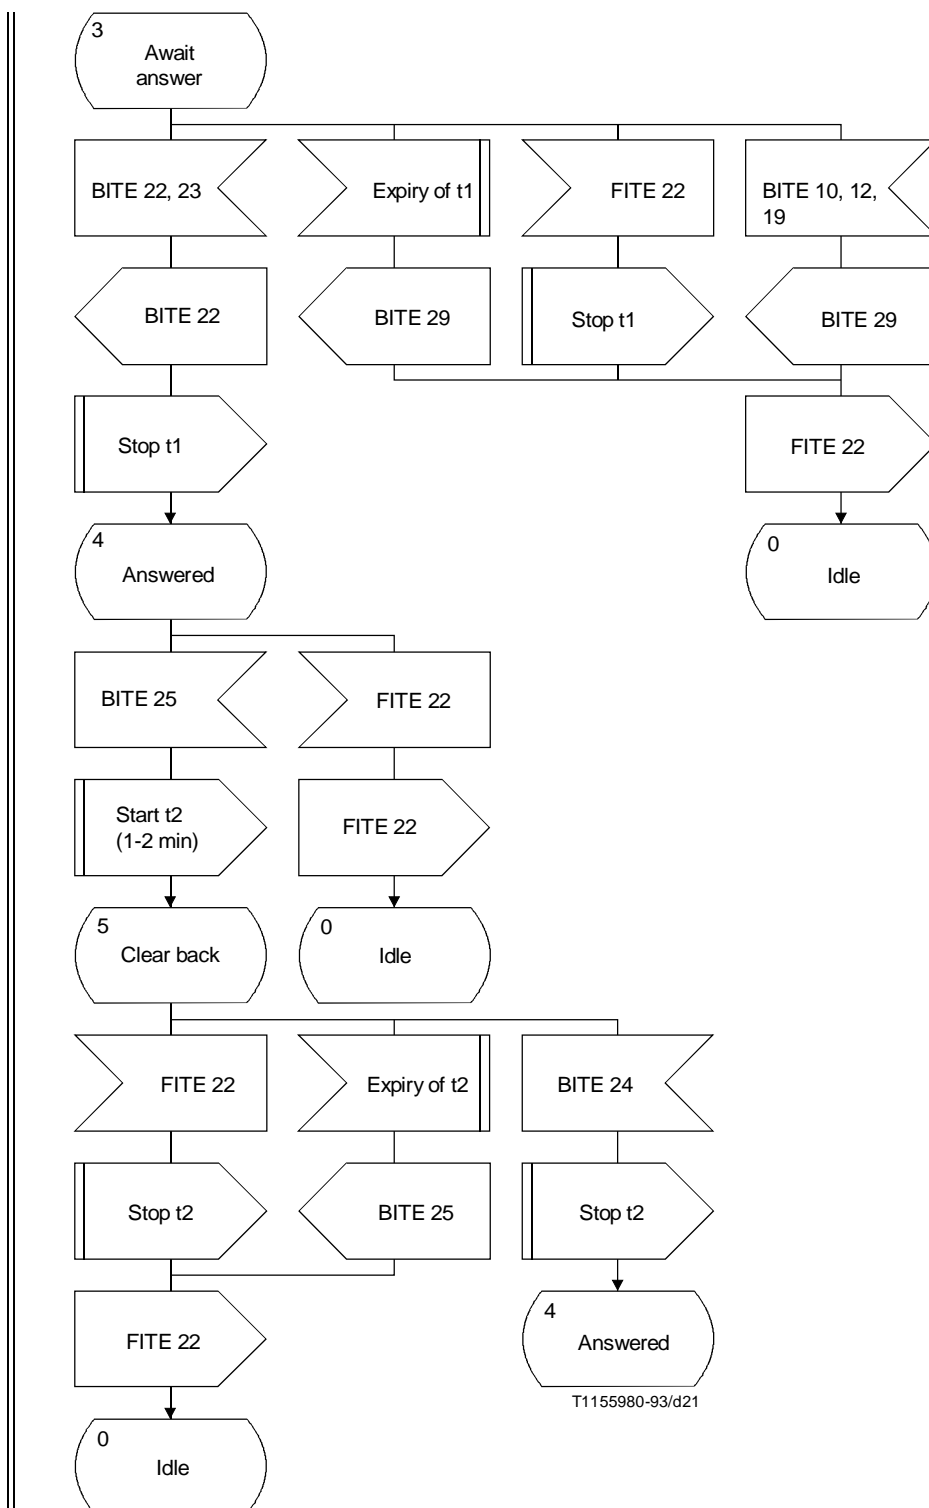 3
Await
answer
BITE 22, 23
Expiry of t1
FITE 22
BITE 10, 12,
19
BITE 22
BITE 29
Stop t1
BITE 29
Stop t1
FITE 22
4
Answered
0
Idle
BITE 25
FITE 22
Start t2
(1-2 min)
FITE 22
5
Clear back
0
Idle
FITE 22
Expiry of t2
BITE 24
Stop t2
BITE 25
Stop t2
FITE 22
4
Answered
T1155980-93/d21
0
Idle